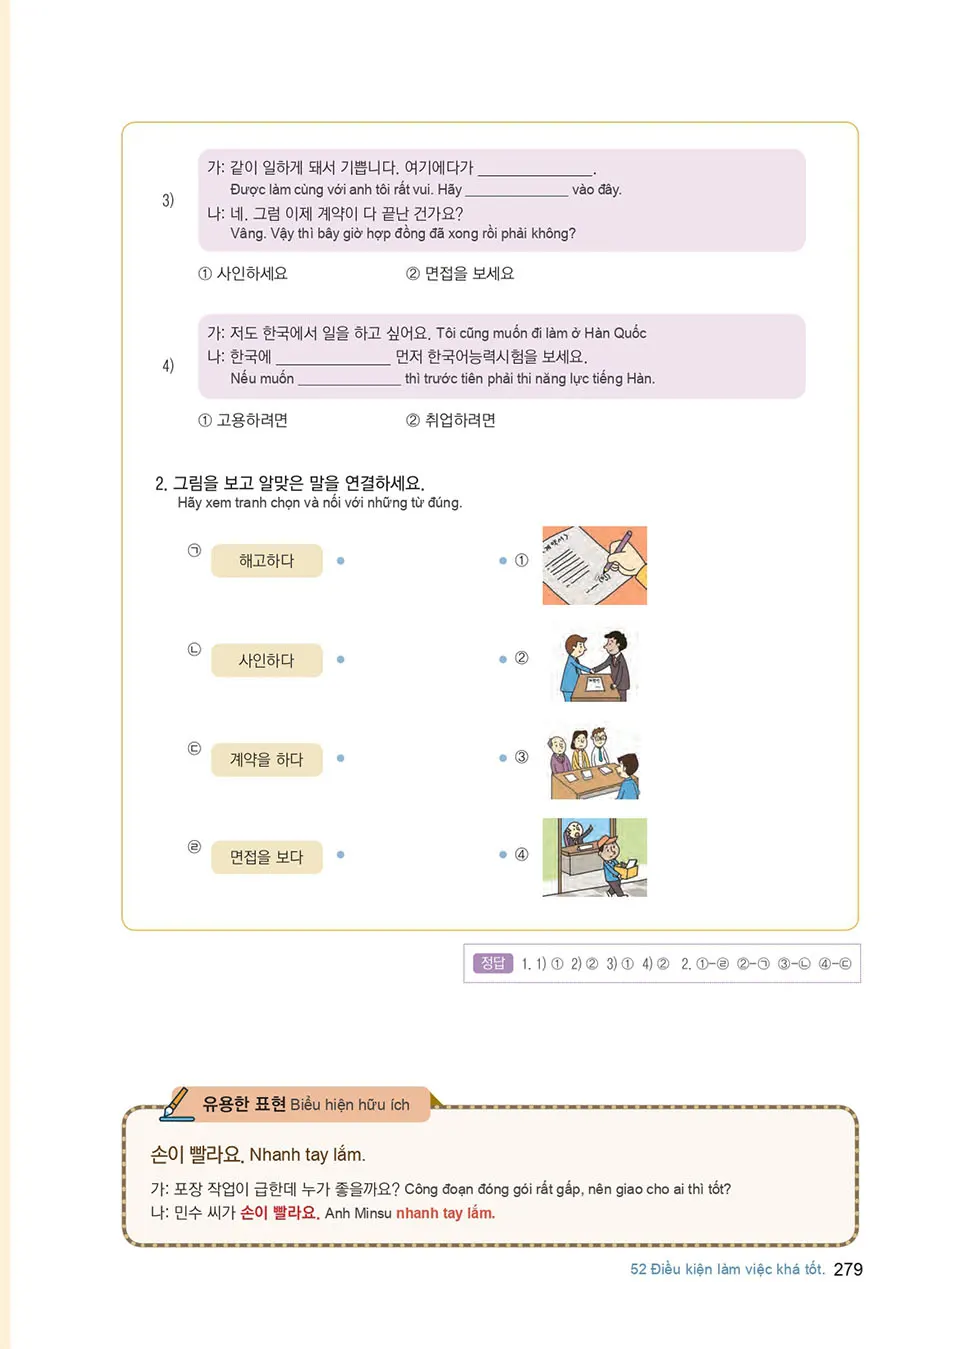 가: 같이 일하게 돼서 기쁩니다. 여기에다가 ______________.
Được làm cùng với anh tôi rất vui. Hãy ______________ vào đây.
3)
나: 네. 그럼 이제 계약이 다 끝난 건가요?
Vâng. Vậy thì bây giờ hợp đồng đã xong rồi phải không?
① 사인하세요 ② 면접을 보세요
가: 저도 한국에서 일을 하고 싶어요. Tôi cũng muốn đi làm ở Hàn Quốc
4)
나: 한국에 ______________ 먼저 한국어능력시험을 보세요.
Nếu muốn ______________ thì trước tiên phải thi năng lực tiếng Hàn.
① 고용하려면 ② 취업하려면
2. 그림을 보고 알맞은 말을 연결하세요.
Hãy xem tranh chọn và nối với những từ đúng.
㉠ 해고하다 ①
㉡ 사인하다 ②
㉢ 계약을 하다 ③
㉣ 면접을 보다 ④
정답 1. 1) ① 2) ② 3) ① 4) ② 2. ①-㉣ ②-㉠ ③-㉡ ④-㉢
유용한 표현 Biểu hiện hữu ích
손이 빨라요. Nhanh tay lắm.
가: 포장 작업이 급한데 누가 좋을까요? Công đoạn đóng gói rất gấp, nên giao cho ai thì tốt?
나: 민수 씨가 손이 빨라요. Anh Minsu nhanh tay lắm.
52 Điều kiện làm việc khá tốt. 279